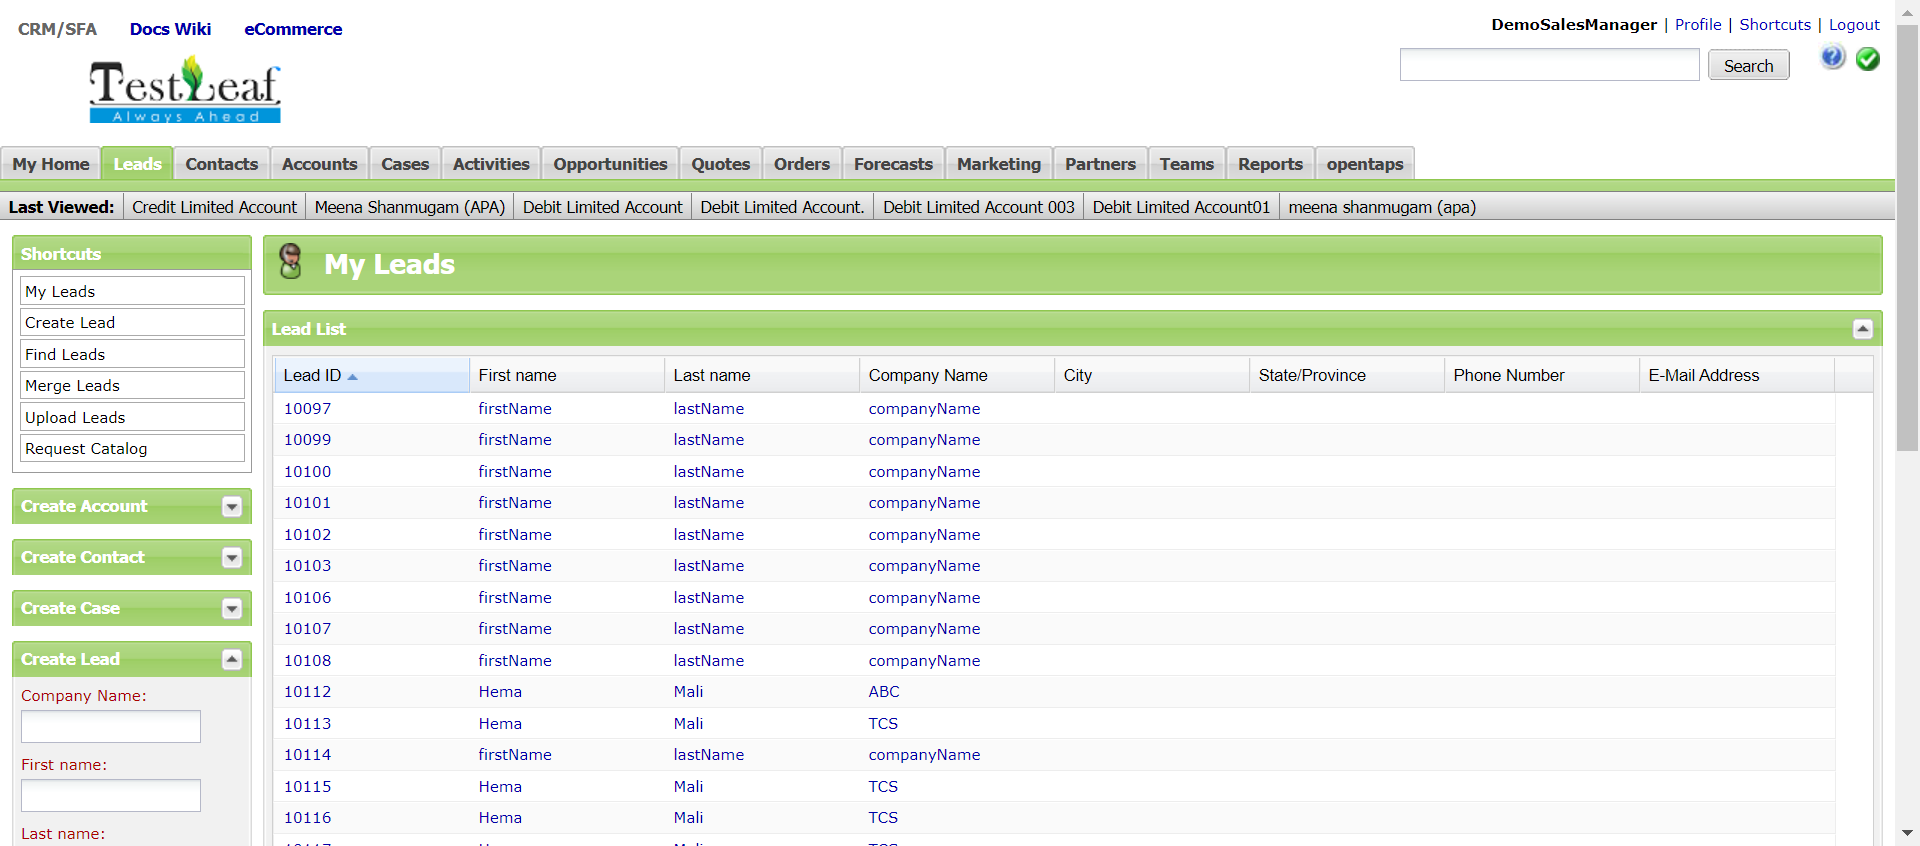 CRM/SFA Docs Wiki eCommerce
DemoSalesManager | Profile | Shortcuts | Logout
TestLeaf
Always Ahead
Search
My Home Leads Contacts Accounts Cases Activities Opportunities Quotes Orders Forecasts Marketing Partners Teams Reports opentaps
Last Viewed: Credit Limited Account Meena Shanmugam (APA) Debit Limited Account Debit Limited Account. Debit Limited Account 003 Debit Limited Account01 meena shanmugam (apa)
Shortcuts
My Leads
Create Lead
Find Leads
Merge Leads
Upload Leads
Request Catalog
Create Account
Create Contact
Create Case
Create Lead
Company Name:
First name:
Last name:
My Leads
Lead List
Lead ID First name Last name Company Name City State/Province Phone Number E-Mail Address
10097 firstName lastName companyName
10099 firstName lastName companyName
10100 firstName lastName companyName
10101 firstName lastName companyName
10102 firstName lastName companyName
10103 firstName lastName companyName
10106 firstName lastName companyName
10107 firstName lastName companyName
10108 firstName lastName companyName
10112 Hema Mali ABC
10113 Hema Mali TCS
10114 firstName lastName companyName
10115 Hema Mali TCS
10116 Hema Mali TCS